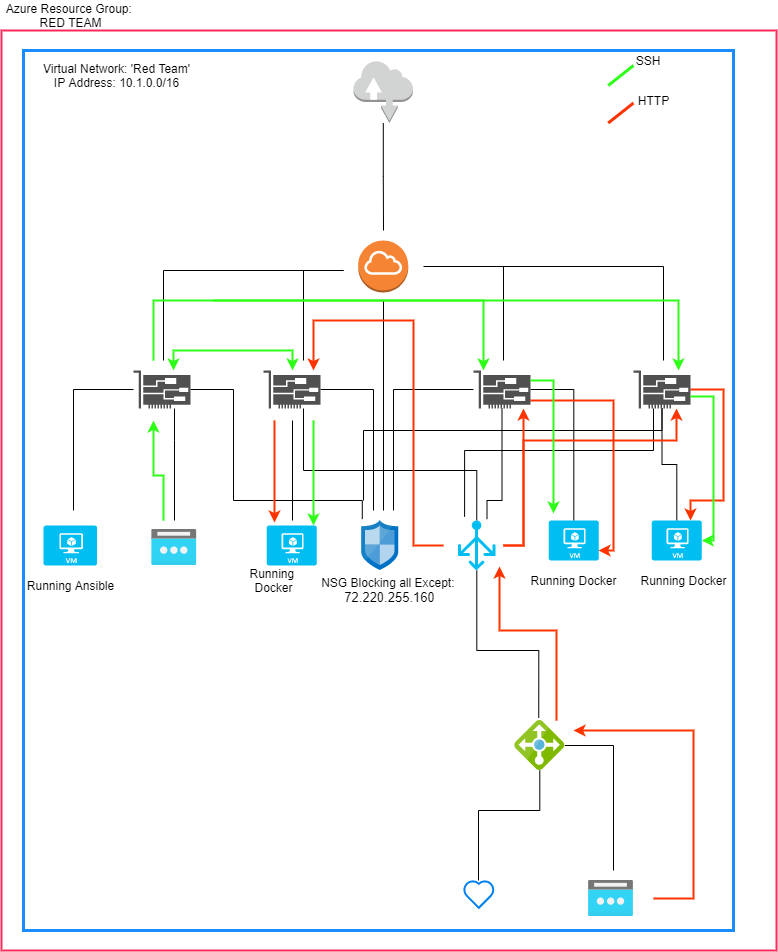 Azure Resource Group:
RED TEAM
Virtual Network: 'Red Team'
IP Address: 10.1.0.0/16
SSH
HTTP
VM
VM
VM
VM
Running Ansible
Running
Docker
NSG Blocking all Except:
72.220.255.160
Running Docker
Running Docker